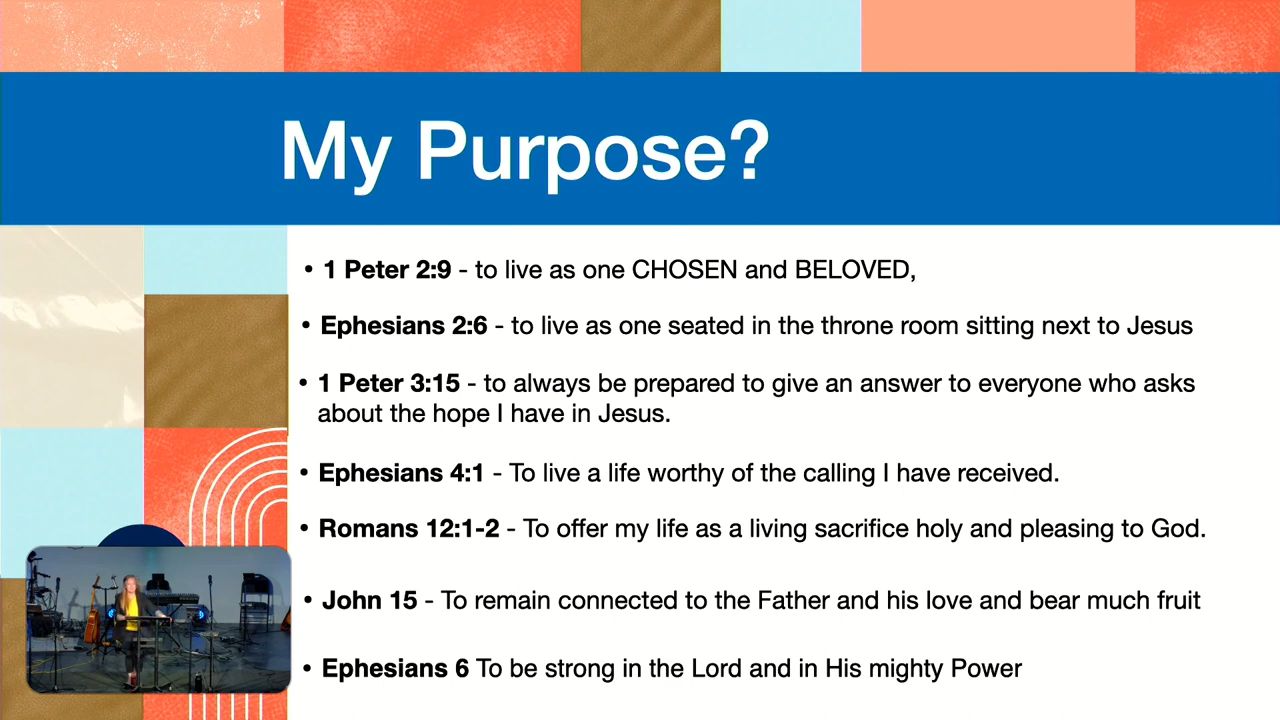 My Purpose?
• 1 Peter 2:9 - to live as one CHOSEN and BELOVED,
• Ephesians 2:6 - to live as one seated in the throne room sitting next to Jesus
• 1 Peter 3:15 - to always be prepared to give an answer to everyone who asks
about the hope I have in Jesus.
• Ephesians 4:1 - To live a life worthy of the calling I have received.
• Romans 12:1-2 - To offer my life as a living sacrifice holy and pleasing to God.
• John 15 - To remain connected to the Father and his love and bear much fruit
• Ephesians 6 To be strong in the Lord and in His mighty Power